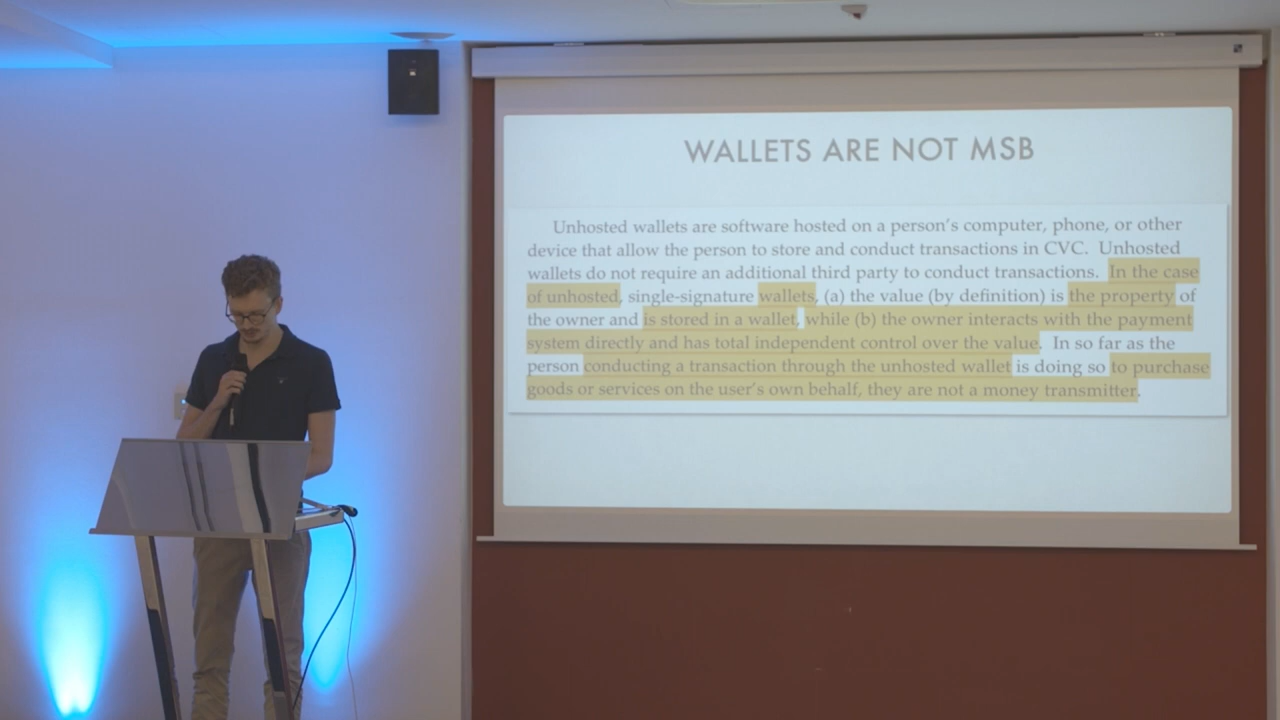 WALLETS ARE NOT MSB
Unhosted wallets are software hosted on a person's computer, phone, or other
device that allow the person to store and conduct transactions in CVC. Unhosted
wallets do not require an additional third party to conduct transactions. In the case
of unhosted, single-signature wallets, (a) the value (by definition) is the property of
the owner and is stored in a wallet, while (b) the owner interacts with the payment
system directly and has total independent control over the value. In so far as the
person conducting a transaction through the unhosted wallet is doing so to purchase
goods or services on the user's own behalf, they are not a money transmitter.